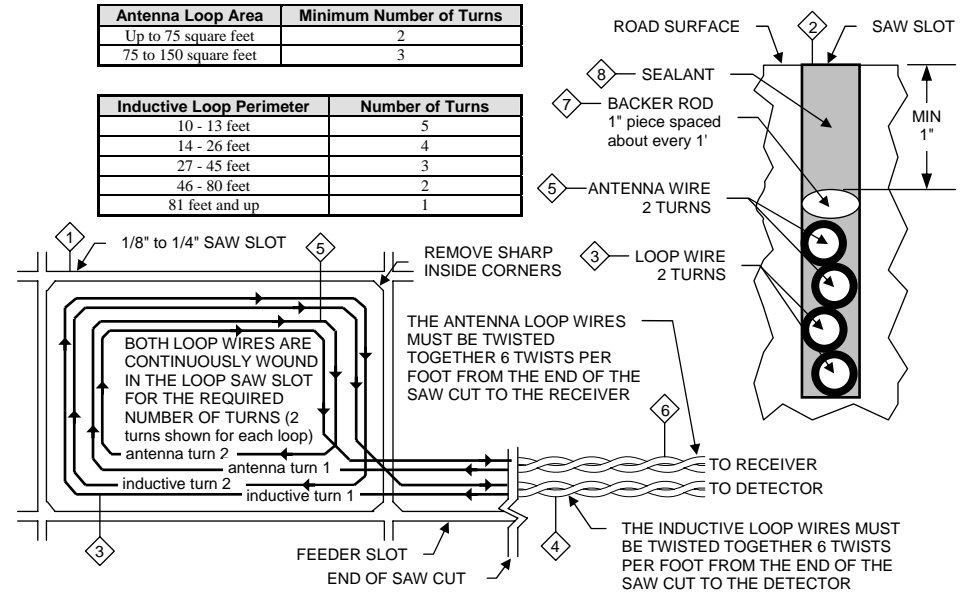 Antenna Loop Area Minimum Number of Turns
Up to 75 square feet 2
75 to 150 square feet 3
Inductive Loop Perimeter Number of Turns
10 - 13 feet 5
14 - 26 feet 4
27 - 45 feet 3
46 - 80 feet 2
81 feet and up 1
ROAD SURFACE
2
SAW SLOT
8
SEALANT
7
BACKER ROD
1" piece spaced
about every 1'
MIN
1"
5
ANTENNA WIRE
2 TURNS
3
LOOP WIRE
2 TURNS
1
1/8" to 1/4" SAW SLOT
5
REMOVE SHARP
INSIDE CORNERS
BOTH LOOP WIRES ARE
CONTINUOUSLY WOUND
IN THE LOOP SAW SLOT
FOR THE REQUIRED
NUMBER OF TURNS (2
turns shown for each loop)
antenna turn 2
antenna turn 1
inductive turn 2
inductive turn 1
THE ANTENNA LOOP WIRES
MUST BE TWISTED
TOGETHER 6 TWISTS PER
FOOT FROM THE END OF THE
SAW CUT TO THE RECEIVER
6
TO RECEIVER
TO DETECTOR
3
4
FEEDER SLOT
END OF SAW CUT
THE INDUCTIVE LOOP WIRES MUST
BE TWISTED TOGETHER 6 TWISTS
PER FOOT FROM THE END OF THE
SAW CUT TO THE DETECTOR